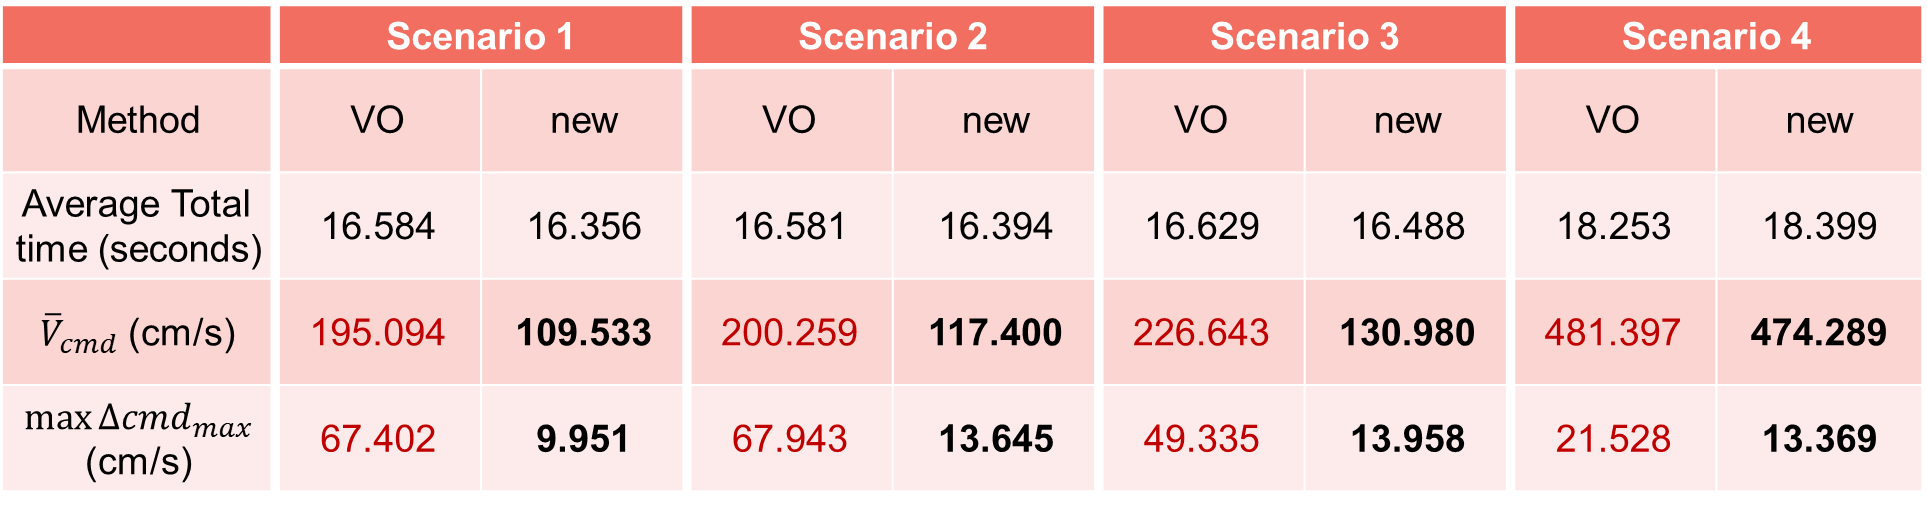 Scenario 1 Scenario 2 Scenario 3 Scenario 4
Method VO new VO new VO new VO new
Average Total
time (seconds) 16.584 16.356 16.581 16.394 16.629 16.488 18.253 18.399
V̄cmd (cm/s) 195.094 109.533 200.259 117.400 226.643 130.980 481.397 474.289
max Δcmdmax
(cm/s) 67.402 9.951 67.943 13.645 49.335 13.958 21.528 13.369